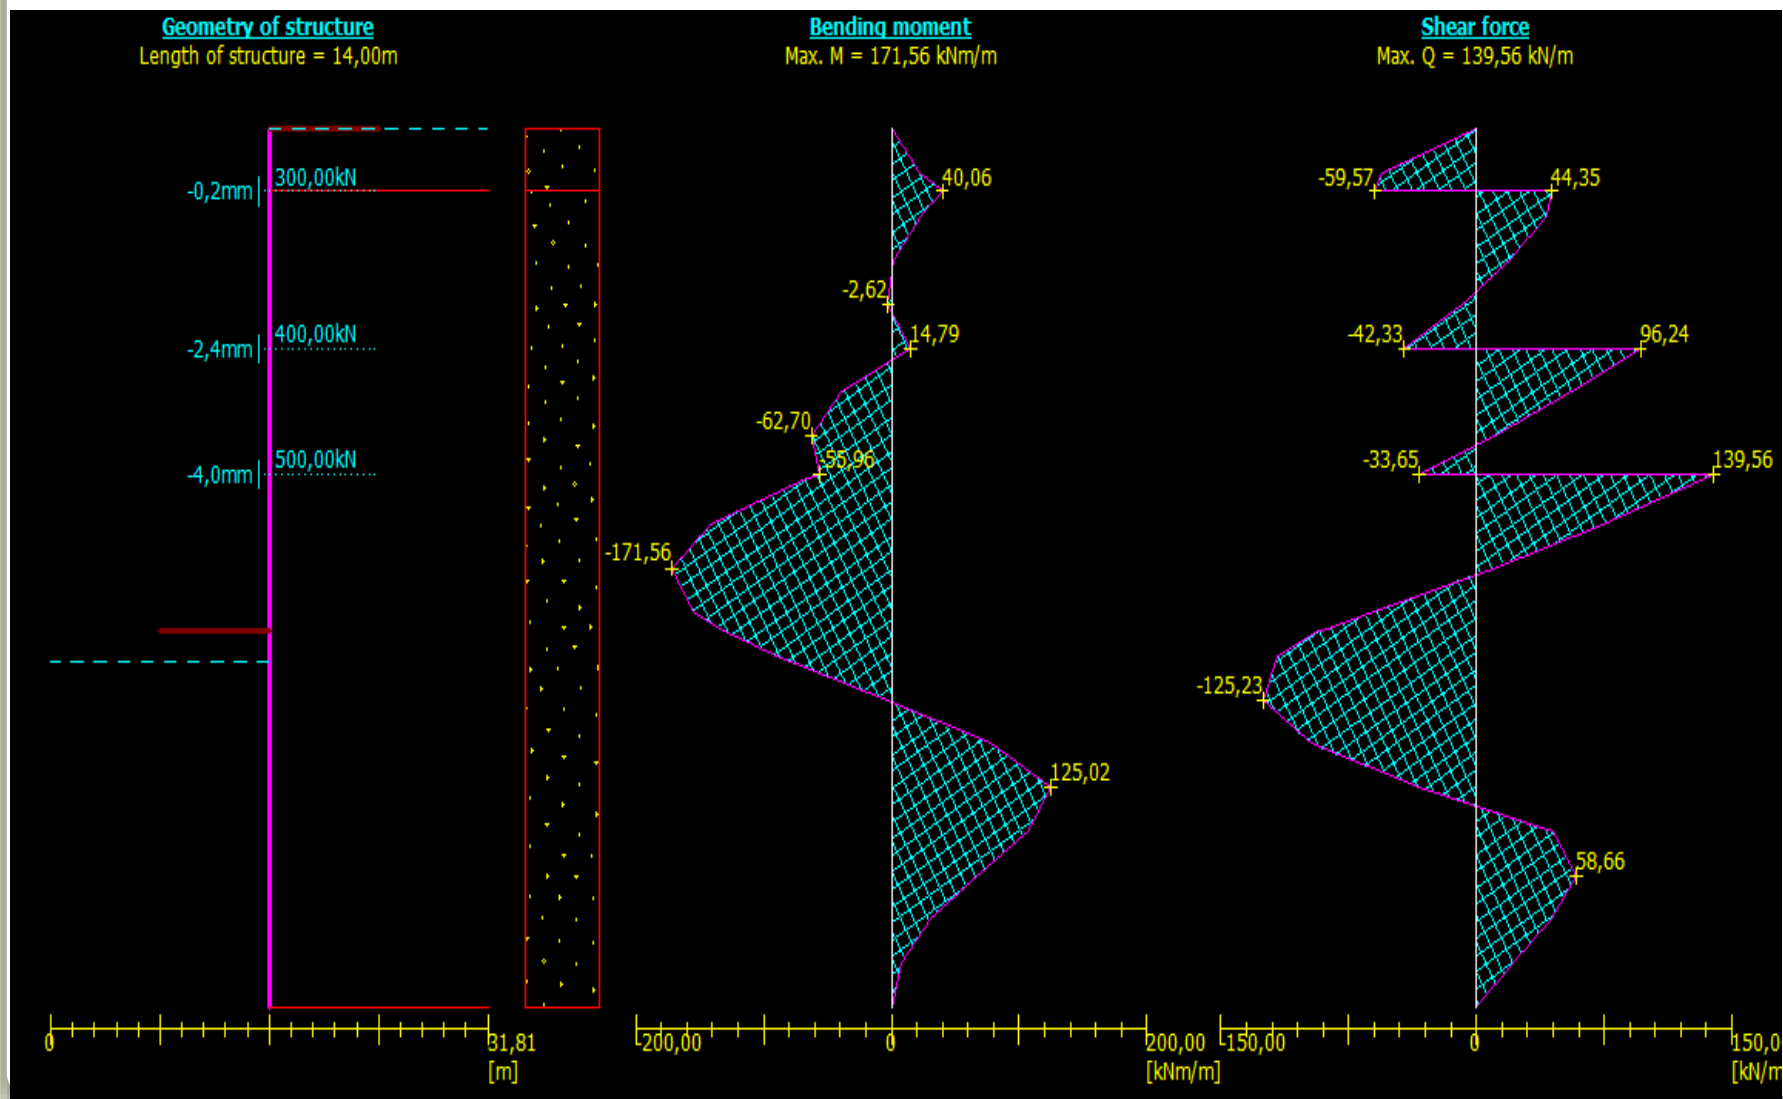 Geometry of structure
Length of structure = 14,00m
Bending moment
Max. M = 171,56 kNm/m
Shear force
Max. Q = 139,56 kN/m
-0,2mm
300,00kN
40,06
-59,57
44,35
-2,62
-2,4mm
400,00kN
14,79
-42,33
96,24
-62,70
-4,0mm
500,00kN
-55,96
-33,65
139,56
-171,56
-125,23
125,02
58,66
0
31,81
[m]
-200,00
0
200,00
[kNm/m]
-150,00
0
150,0
[kN/m